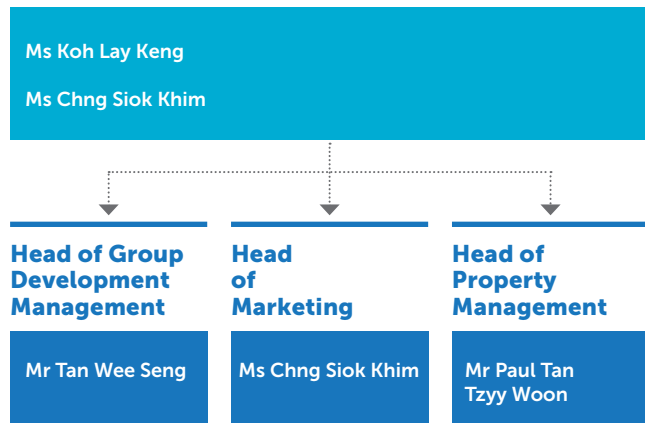 Ms Koh Lay Keng
Ms Chng Siok Khim
Head of Group
Development
Management
Mr Tan Wee Seng
Head
of
Marketing
Ms Chng Siok Khim
Head of
Property
Management
Mr Paul Tan
Tzyy Woon